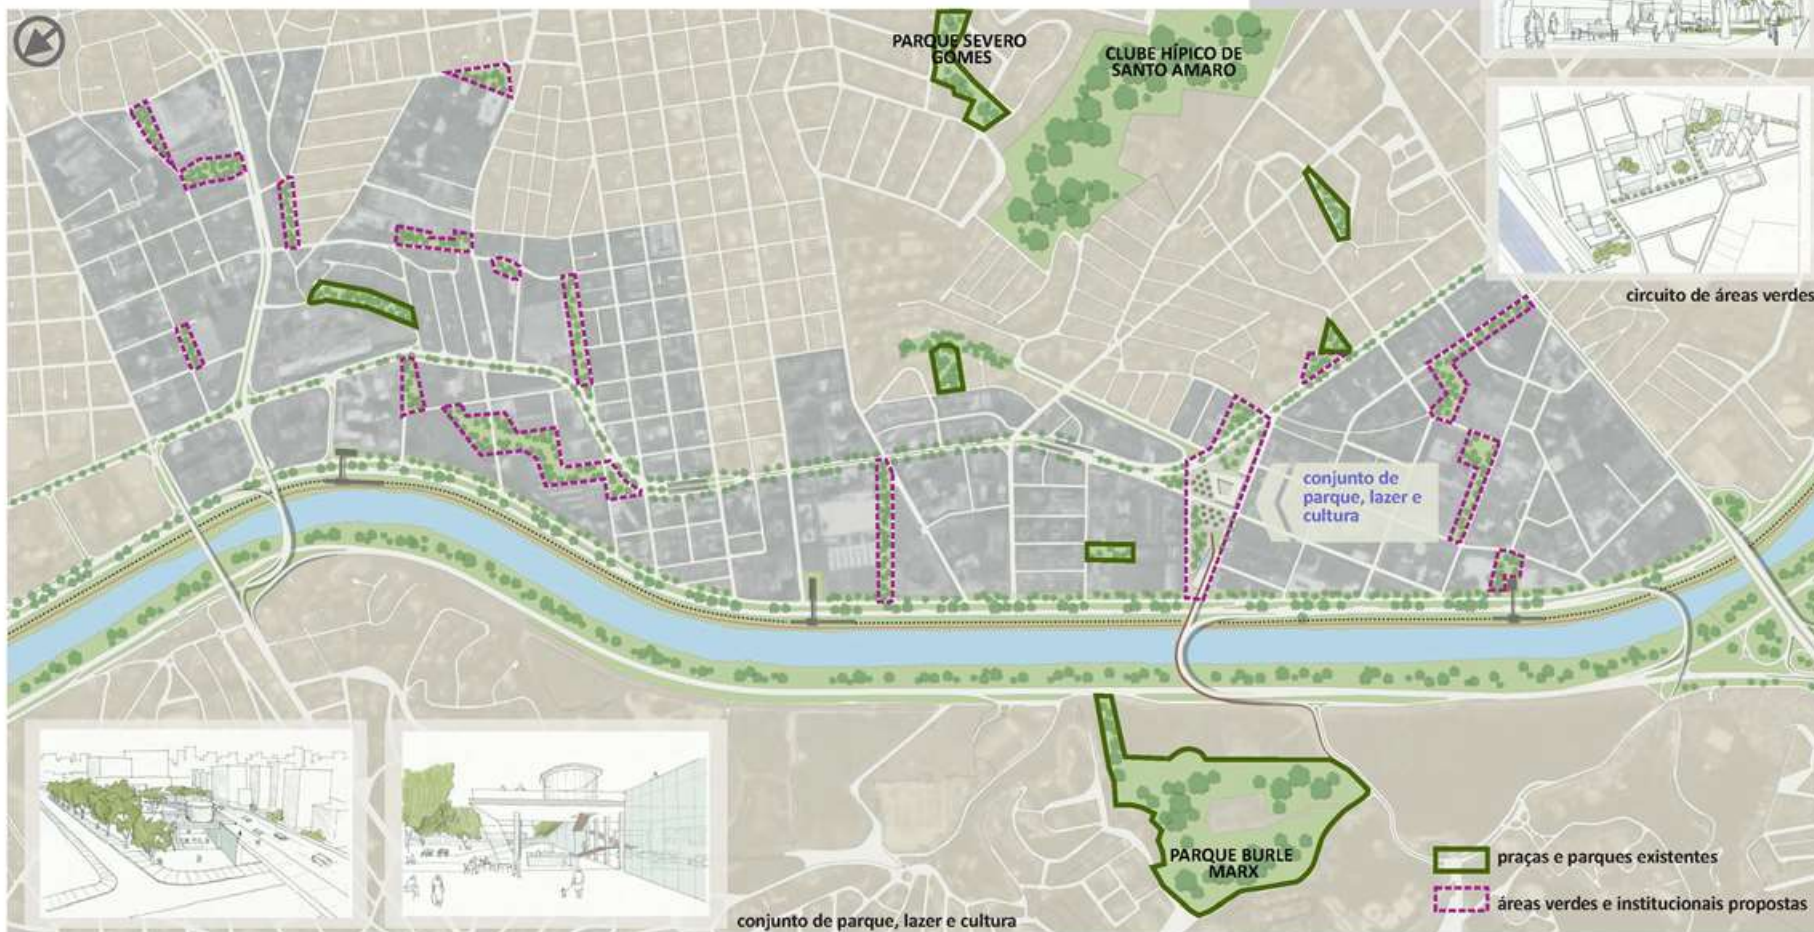 PARQUE SEVERO
GOMES
CLUBE HÍPICO DE
SANTO AMARO
circuito de áreas verdes
conjunto de
parque, lazer e
cultura
PARQUE BURLE
MARX
praças e parques existentes
áreas verdes e institucionais propostas
conjunto de parque, lazer e cultura